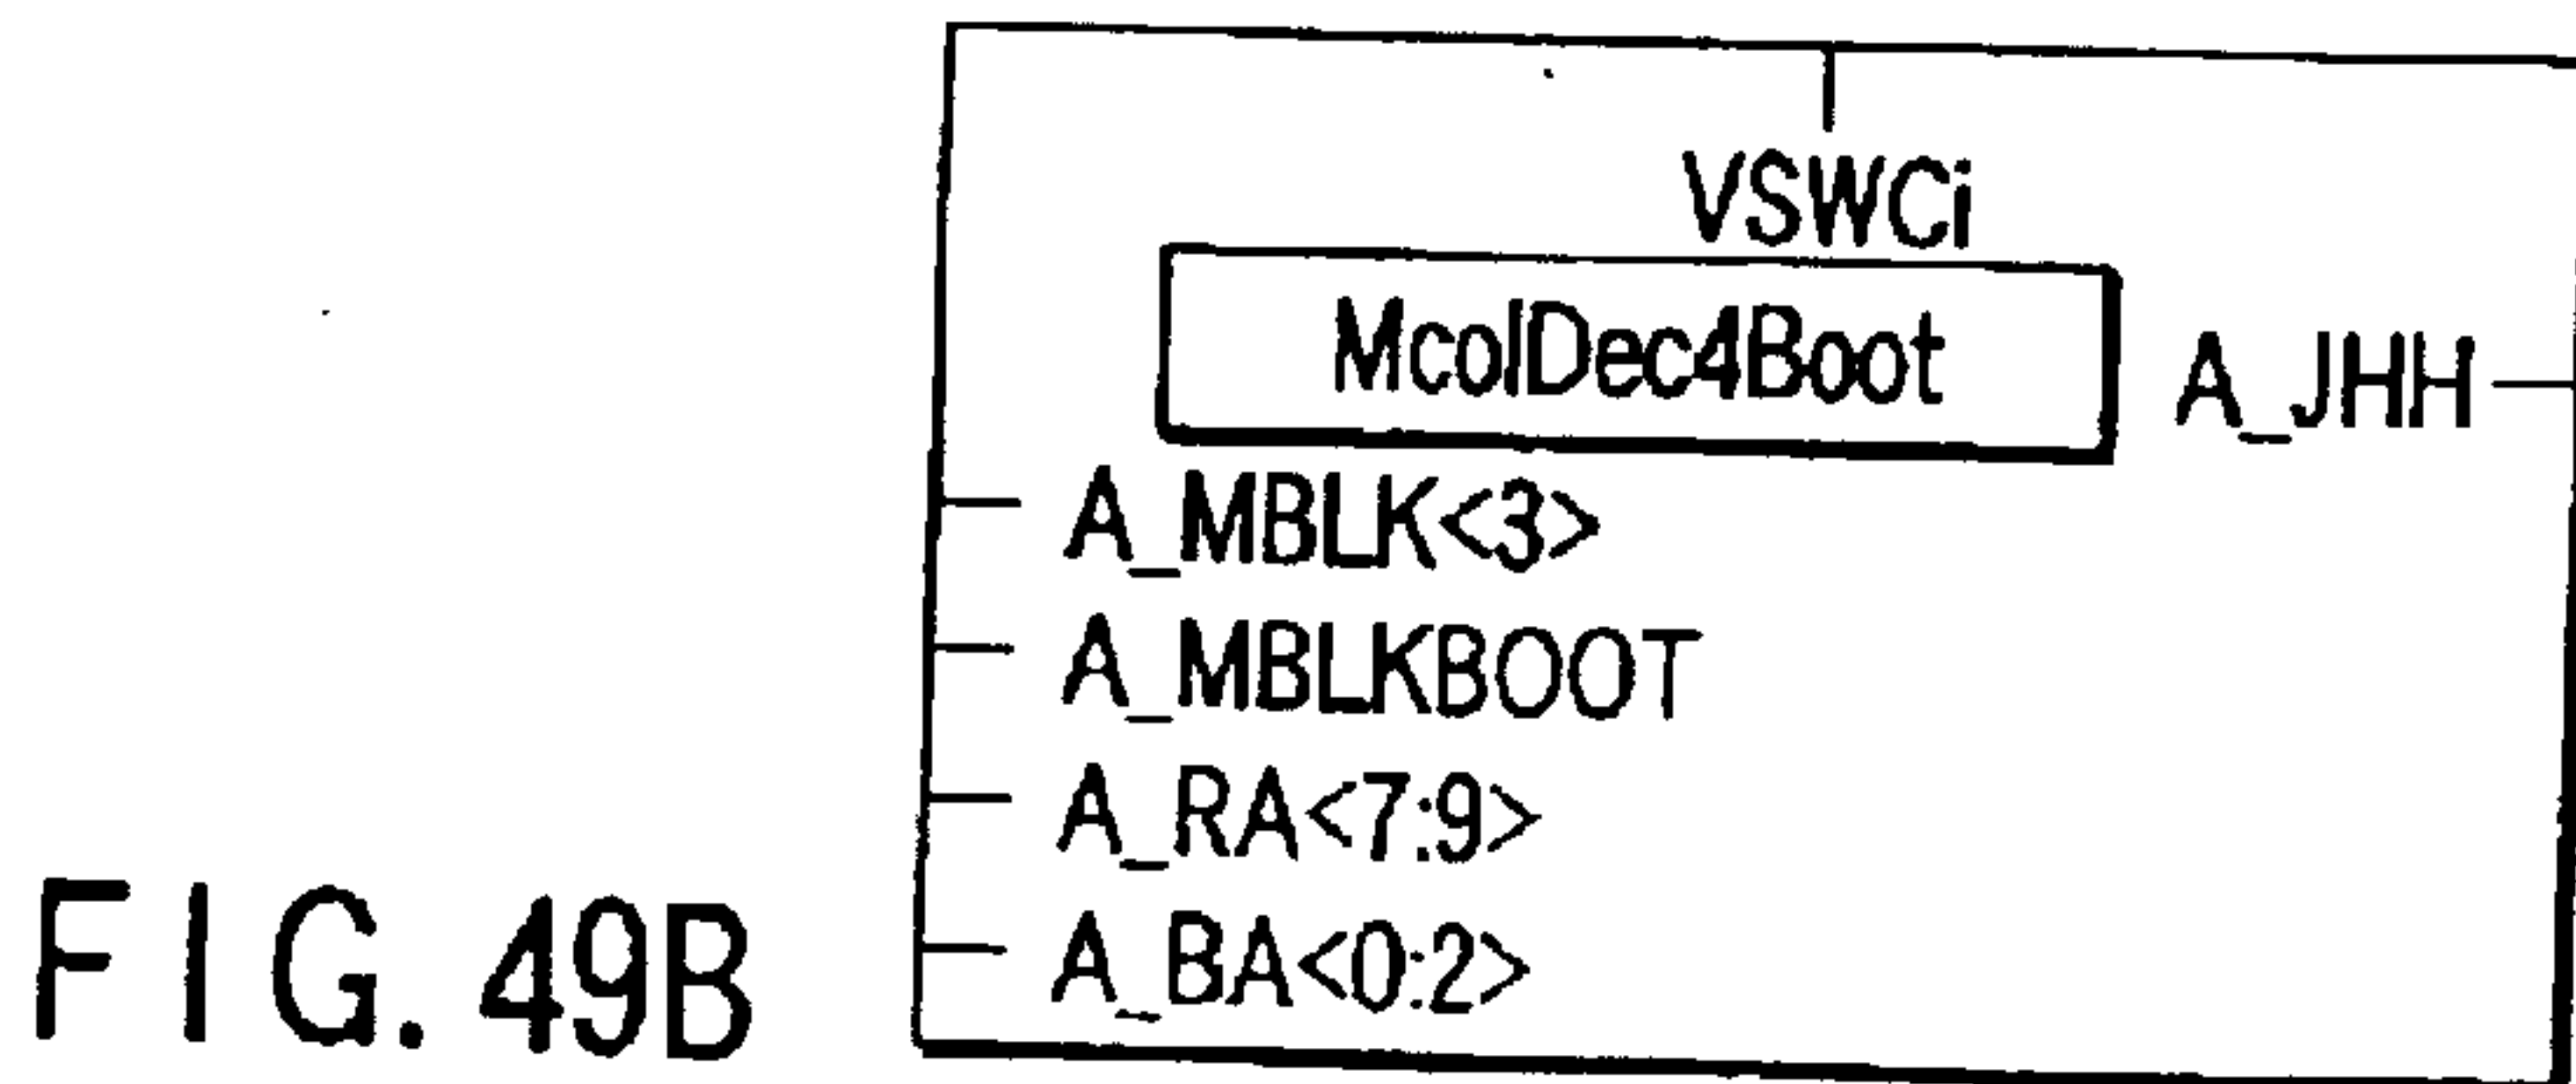 VSWCi
McolDec4Boot
A_JHH
A_MBLK<3>
A_MBLKBOOT
A_RA<7:9>
A_BA<0:2>
FIG. 49B